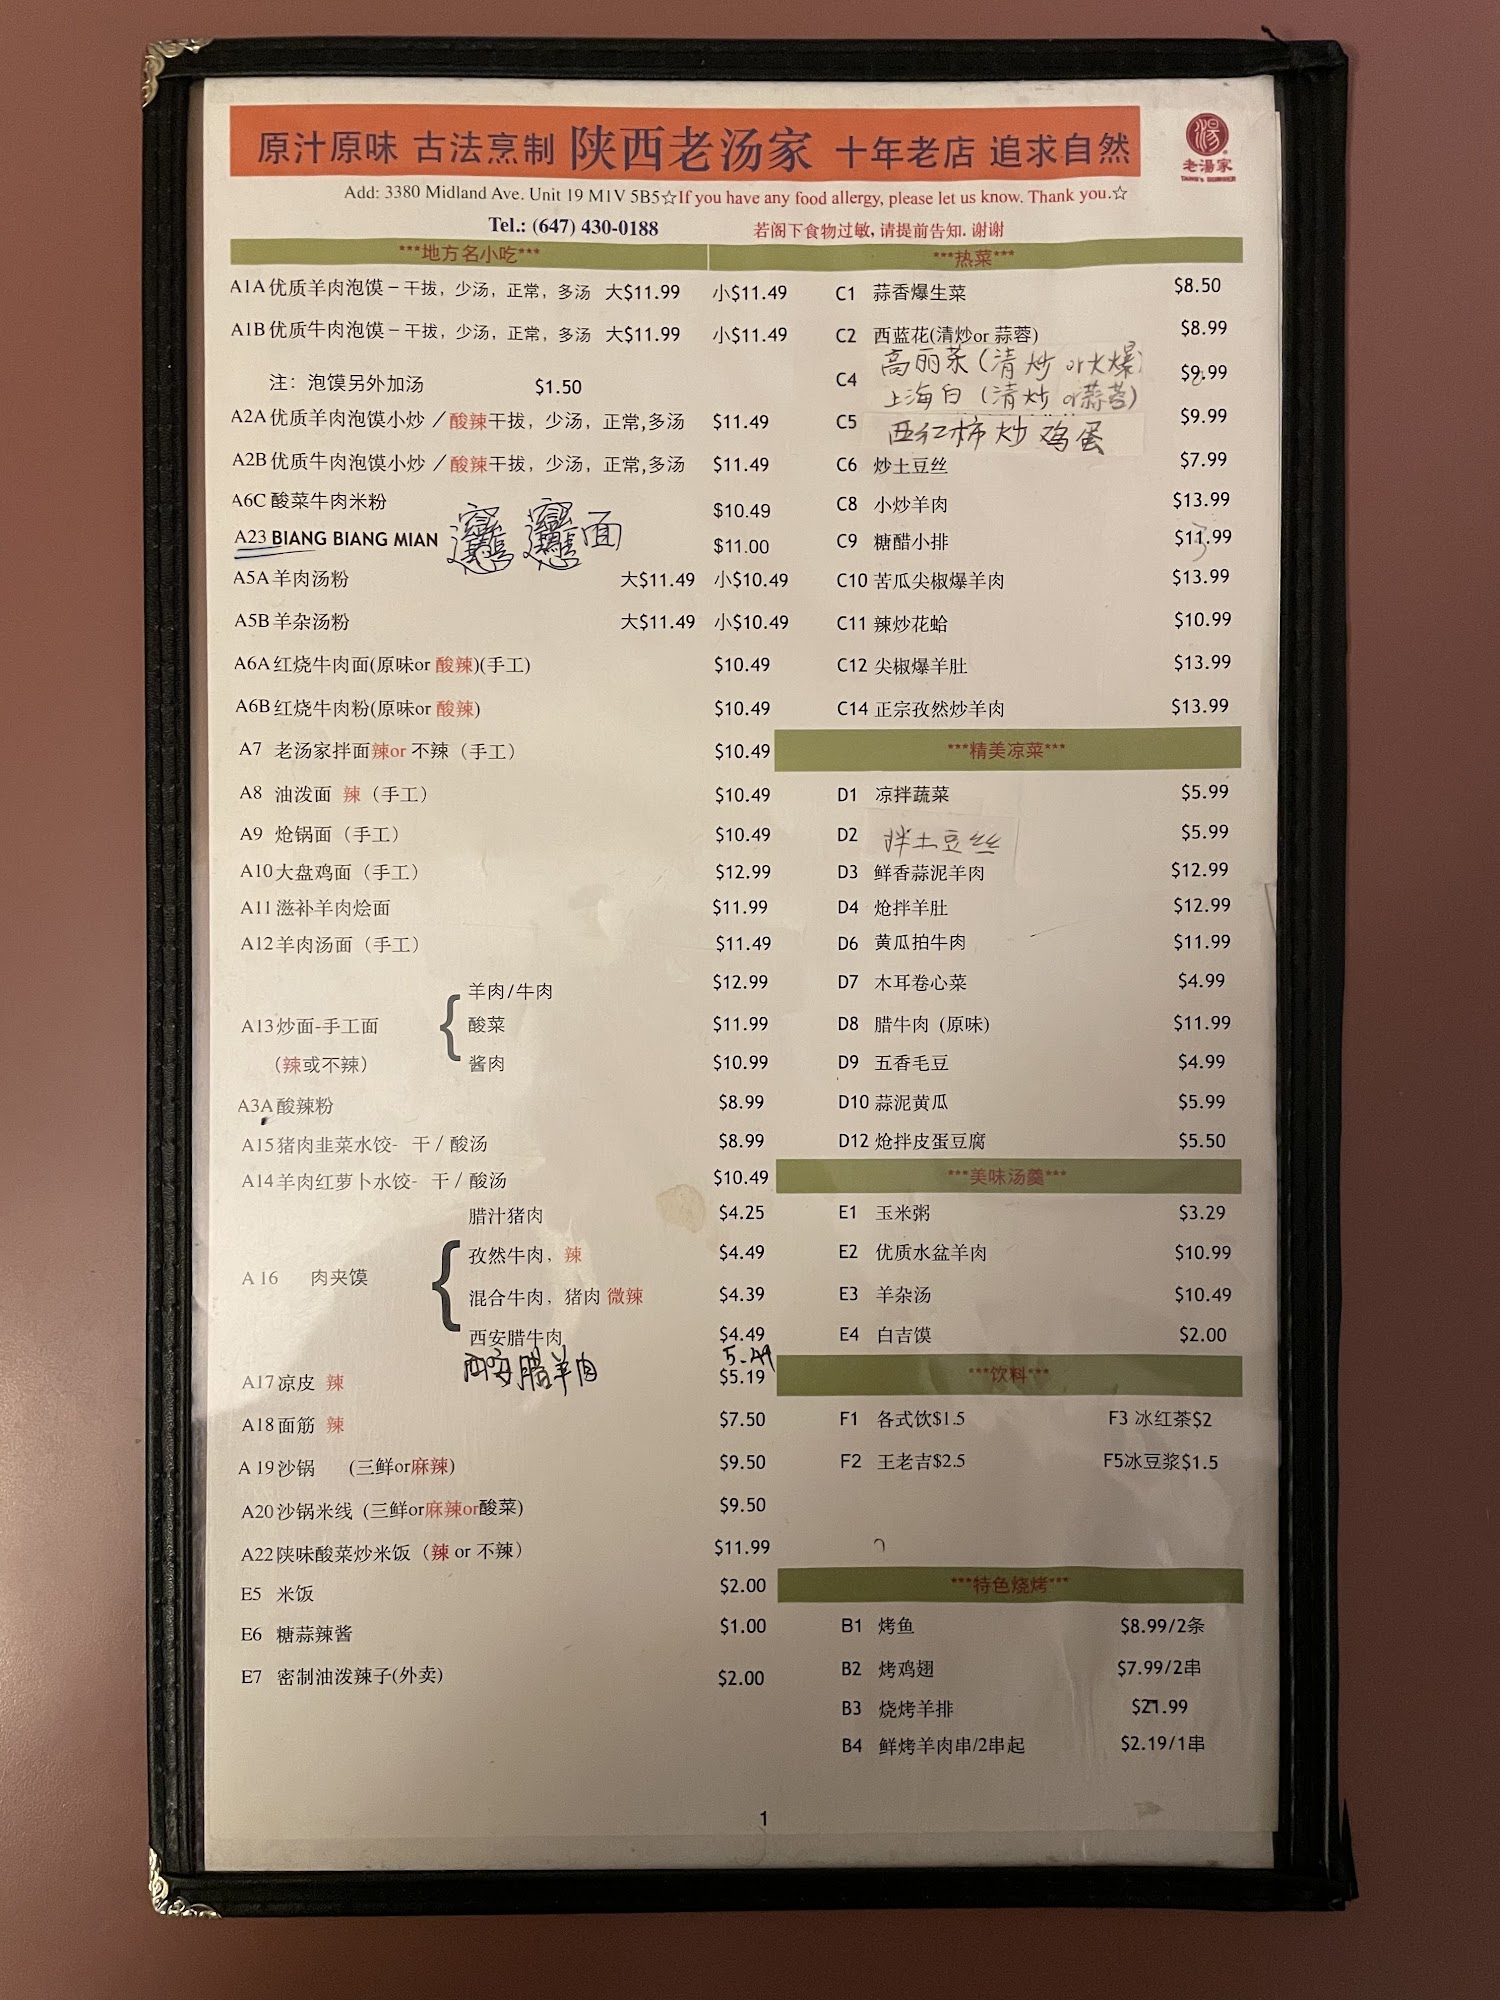 原汁原味 古法烹制 陕西老汤家 十年老店 追求自然
湯
老湯家
TANG's BURGER
Add: 3380 Midland Ave. Unit 19 M1V 5B5☆If you have any food allergy, please let us know. Thank you.☆
Tel.: (647) 430-0188
若阁下食物过敏, 请提前告知. 谢谢
***地方名小吃***
A1A 优质羊肉泡馍－干拔，少汤，正常，多汤 大$11.99 小$11.49
A1B 优质牛肉泡馍－干拔，少汤，正常，多汤 大$11.99 小$11.49
注：泡馍另外加汤 $1.50
A2A 优质羊肉泡馍小炒／酸辣干拔，少汤，正常,多汤 $11.49
A2B 优质牛肉泡馍小炒／酸辣干拔，少汤，正常,多汤 $11.49
A6C 酸菜牛肉米粉 $10.49
A23 BIANG BIANG MIAN 面 $11.00
A5A 羊肉汤粉 大$11.49 小$10.49
A5B 羊杂汤粉 大$11.49 小$10.49
A6A 红烧牛肉面(原味or 酸辣)(手工) $10.49
A6B 红烧牛肉粉(原味or 酸辣) $10.49
A7 老汤家拌面辣or 不辣（手工） $10.49
A8 油泼面 辣（手工） $10.49
A9 炝锅面（手工） $10.49
A10 大盘鸡面（手工） $12.99
A11 滋补羊肉烩面 $11.99
A12 羊肉汤面（手工） $11.49
羊肉/牛肉 $12.99
A13 炒面-手工面 { 酸菜 $11.99
（辣或不辣） 酱肉 $10.99
A3A 酸辣粉 $8.99
A15 猪肉韭菜水饺- 干 / 酸汤 $8.99
A14 羊肉红萝卜水饺- 干 / 酸汤 $10.49
腊汁猪肉 $4.25
孜然牛肉，辣 $4.49
A 16 肉夹馍 {
混合牛肉，猪肉 微辣 $4.39
西安腊牛肉 $4.49
西安腊羊肉 5.49
A17 凉皮 辣 $5.19
A18 面筋 辣 $7.50
A 19 沙锅 (三鲜or麻辣) $9.50
A20 沙锅米线 (三鲜or麻辣or酸菜) $9.50
A22 陕味酸菜炒米饭（辣 or 不辣） $11.99
E5 米饭 $2.00
E6 糖蒜辣酱 $1.00
E7 密制油泼辣子(外卖) $2.00
***热菜***
C1 蒜香爆生菜 $8.50
C2 西蓝花(清炒or 蒜蓉) $8.99
高丽菜 (清炒 or 火爆)
C4 $9.99
上海白 (清炒 or 蒜蓉)
C5 西红柿炒鸡蛋 $9.99
C6 炒土豆丝 $7.99
C8 小炒羊肉 $13.99
C9 糖醋小排 $11.99
C10 苦瓜尖椒爆羊肉 $13.99
C11 辣炒花蛤 $10.99
C12 尖椒爆羊肚 $13.99
C14 正宗孜然炒羊肉 $13.99
***精美凉菜***
D1 凉拌蔬菜 $5.99
D2 拌土豆丝 $5.99
D3 鲜香蒜泥羊肉 $12.99
D4 炝拌羊肚 $12.99
D6 黄瓜拍牛肉 $11.99
D7 木耳卷心菜 $4.99
D8 腊牛肉 (原味) $11.99
D9 五香毛豆 $4.99
D10 蒜泥黄瓜 $5.99
D12 炝拌皮蛋豆腐 $5.50
***美味汤羹***
E1 玉米粥 $3.29
E2 优质水盆羊肉 $10.99
E3 羊杂汤 $10.49
E4 白吉馍 $2.00
***饮料***
F1 各式饮$1.5 F3 冰红茶$2
F2 王老吉$2.5 F5冰豆浆$1.5
***特色烧烤***
B1 烤鱼 $8.99/2条
B2 烤鸡翅 $7.99/2串
B3 烧烤羊排 $21.99
B4 鲜烤羊肉串/2串起 $2.19/1串
1